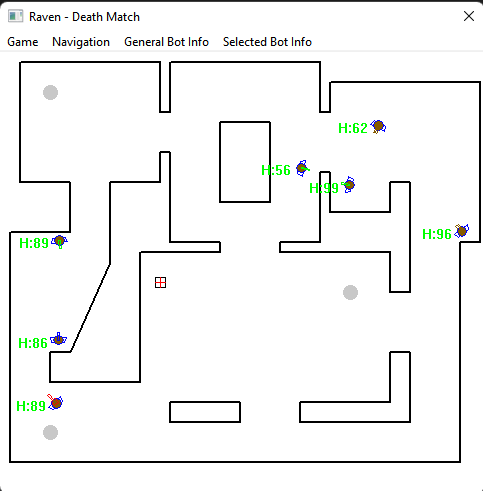 Raven - Death Match
Game Navigation General Bot Info Selected Bot Info
H:62
H:56
H:99
H:96
H:89
H:86
H:89